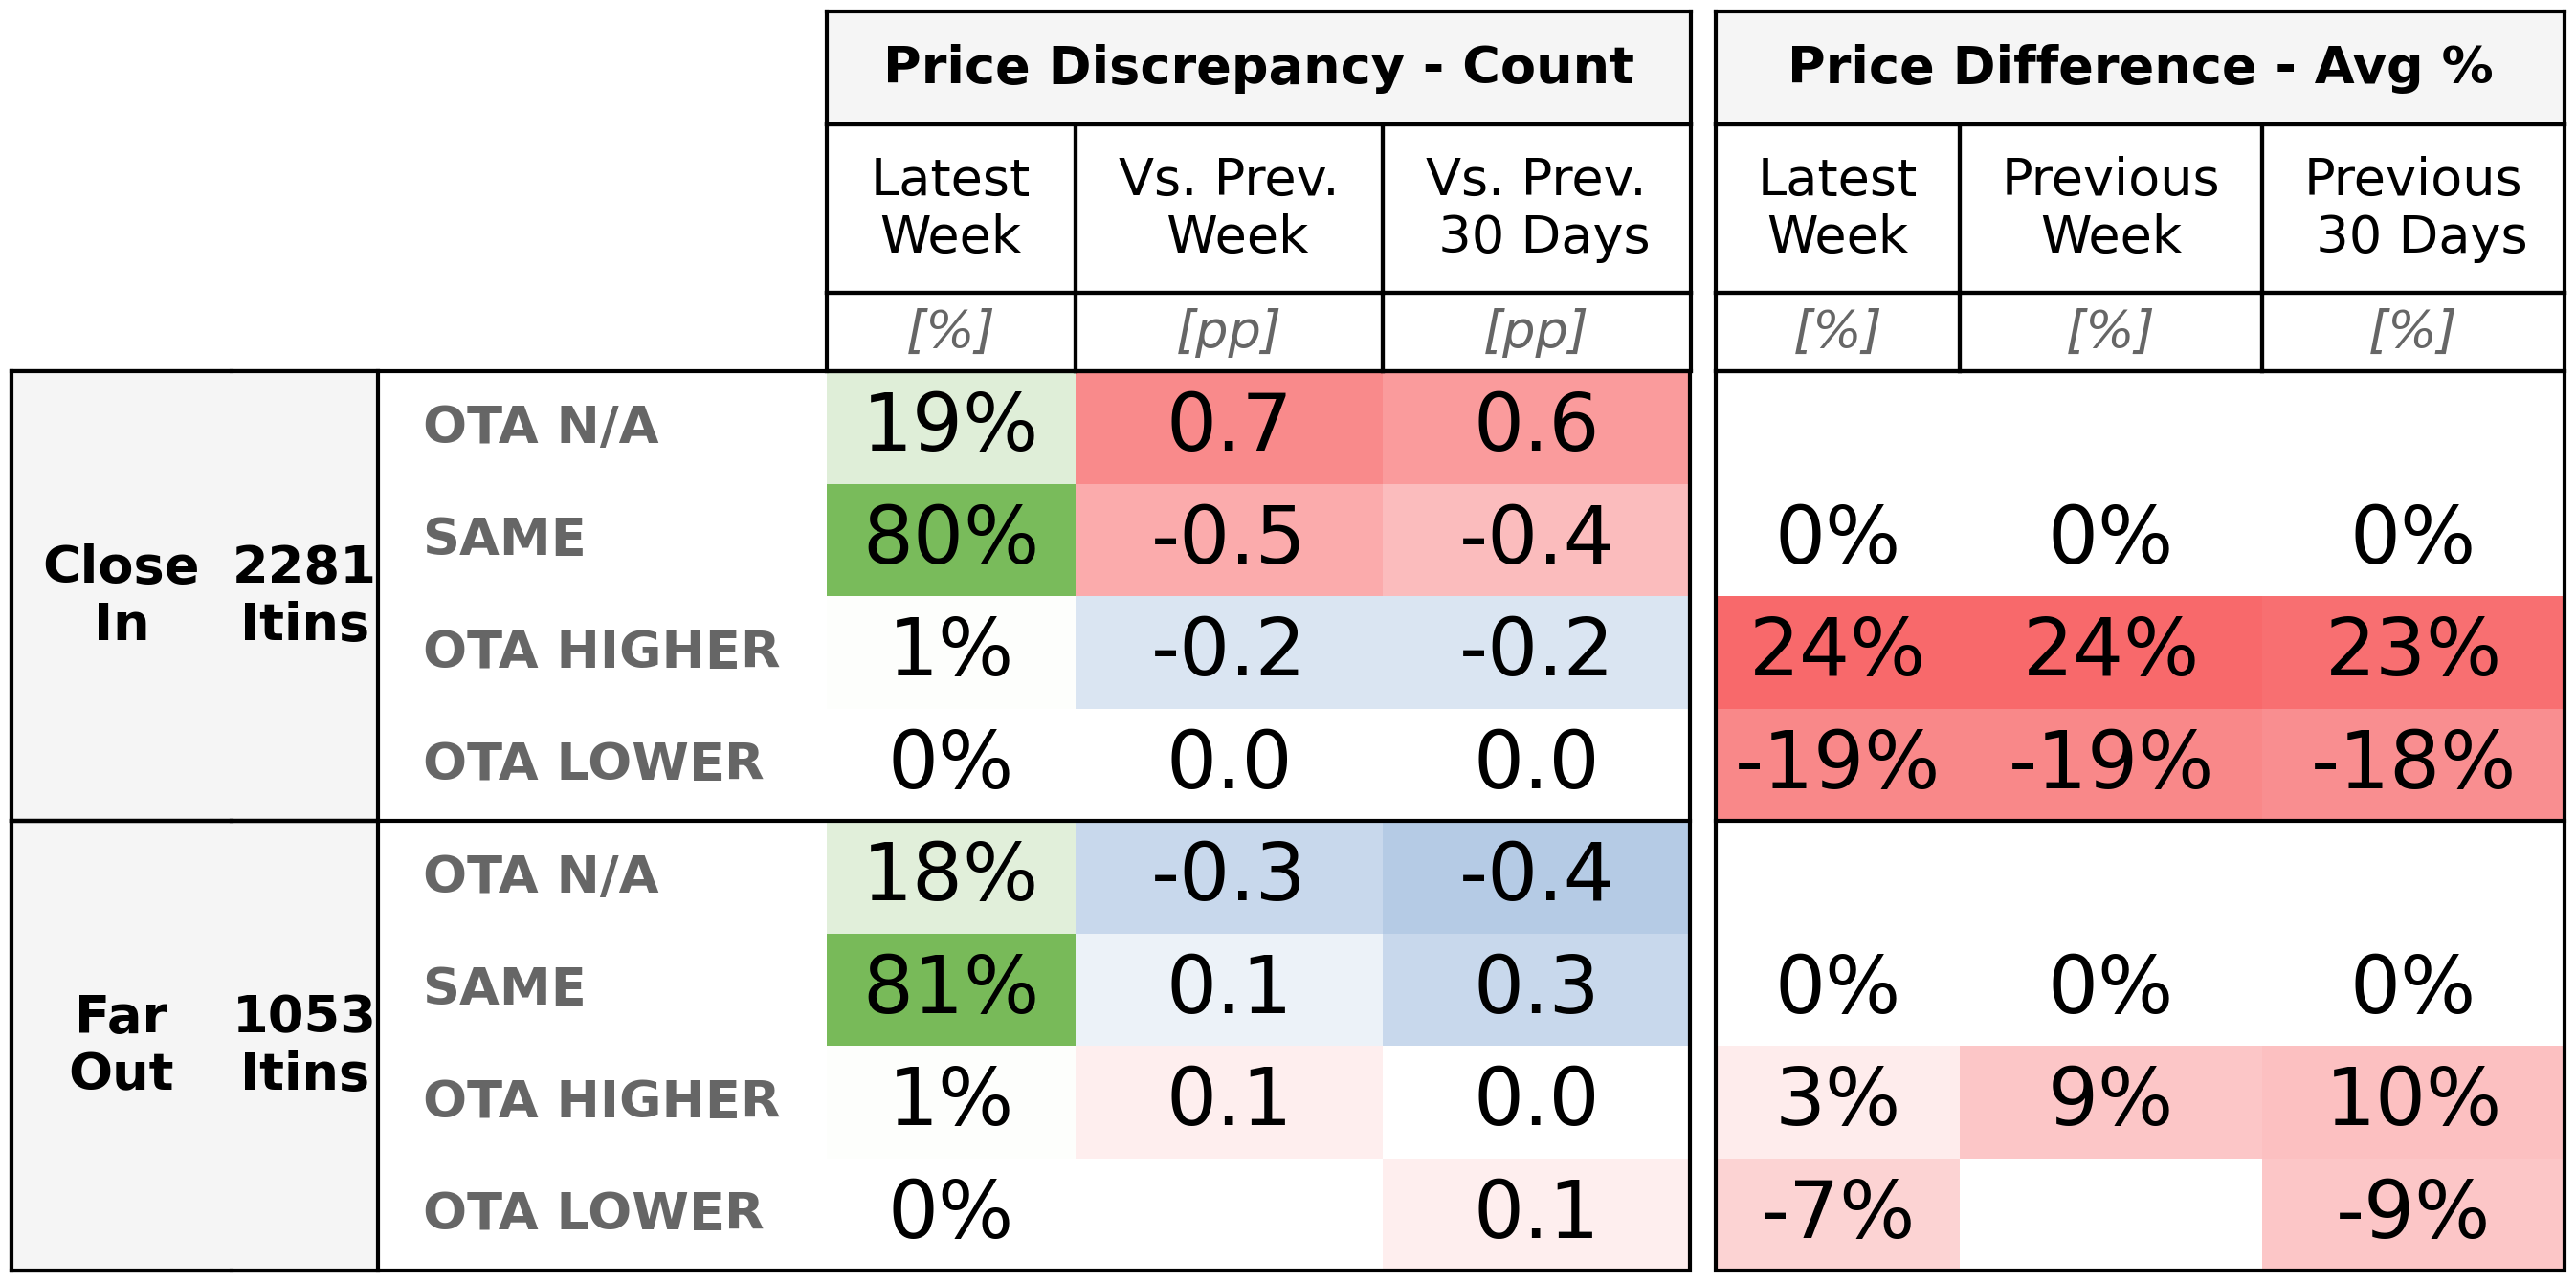 Price Discrepancy - Count Price Difference - Avg %
Latest Week Vs. Prev. Week Vs. Prev. 30 Days Latest Week Previous Week Previous 30 Days
[%] [pp] [pp] [%] [%] [%]
Close In 2281 Itins
OTA N/A 19% 0.7 0.6
SAME 80% -0.5 -0.4 0% 0% 0%
OTA HIGHER 1% -0.2 -0.2 24% 24% 23%
OTA LOWER 0% 0.0 0.0 -19% -19% -18%
Far Out 1053 Itins
OTA N/A 18% -0.3 -0.4
SAME 81% 0.1 0.3 0% 0% 0%
OTA HIGHER 1% 0.1 0.0 3% 9% 10%
OTA LOWER 0% 0.1 -7% -9%